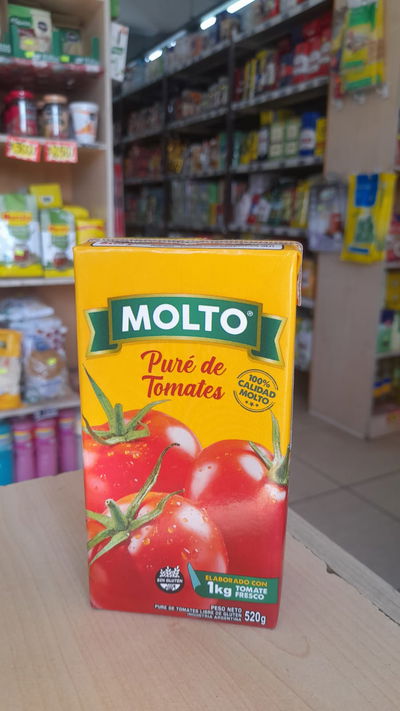 MOLTO®
Puré de
Tomates
100%
CALIDAD
MOLTO
SIN GLUTEN
ELABORADO CON
1kg TOMATE
FRESCO
PESO NETO
520g
PURE DE TOMATES LIBRE DE GLUTEN
INDUSTRIA ARGENTINA